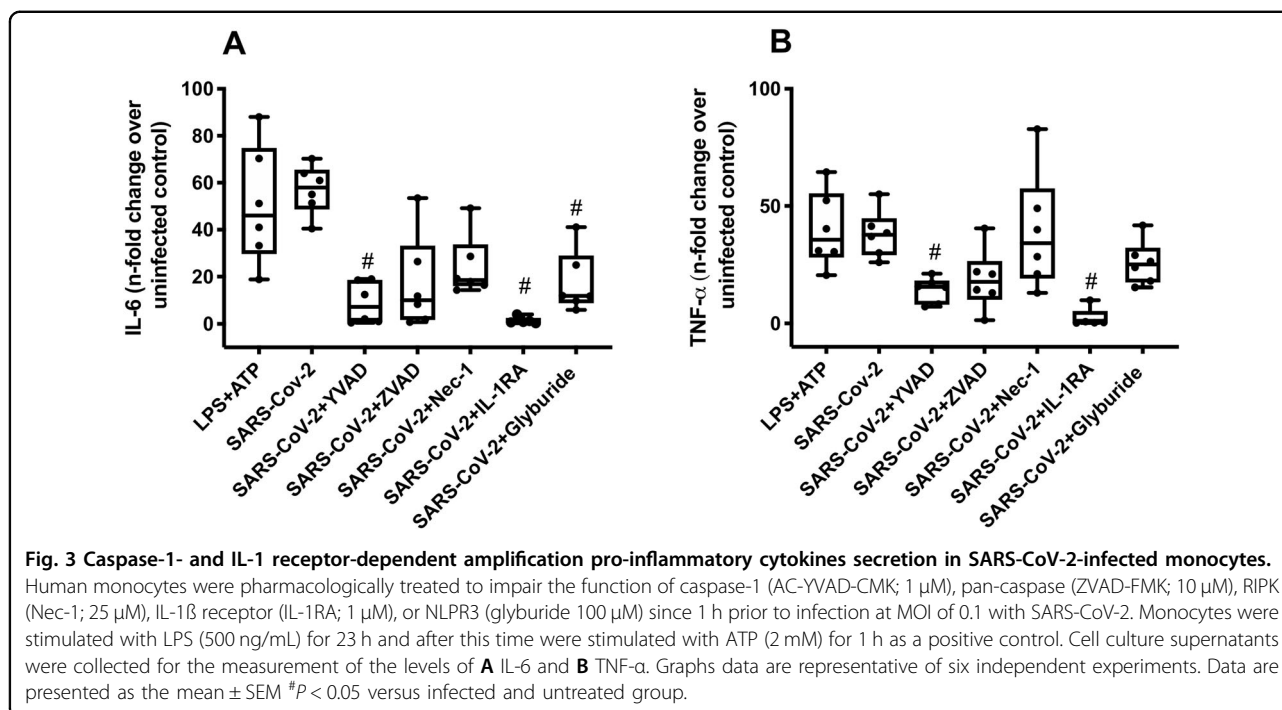 A
IL-6 (n-fold change over
uninfected control)
100
80
60
40
20
0
#
#
#
LPS+ATP
SARS-Cov-2
SARS-CoV-2+YVAD
SARS-CoV-2+ZVAD
SARS-CoV-2+Nec-1
SARS-CoV-2+IL-1RA
SARS-CoV-2+Glyburide
B
TNF-α (n-fold change over
uninfected control)
100
50
0
#
#
LPS+ATP
SARS-CoV-2
SARS-CoV-2+YVAD
SARS-CoV-2+ZVAD
SARS-CoV-2+Nec-1
SARS-CoV-2+IL-1RA
SARS-CoV-2+Glyburide
Fig. 3 Caspase-1- and IL-1 receptor-dependent amplification pro-inflammatory cytokines secretion in SARS-CoV-2-infected monocytes.
Human monocytes were pharmacologically treated to impair the function of caspase-1 (AC-YVAD-CMK; 1 μM), pan-caspase (ZVAD-FMK; 10 μM), RIPK
(Nec-1; 25 μM), IL-1ß receptor (IL-1RA; 1 μM), or NLPR3 (glyburide 100 μM) since 1 h prior to infection at MOI of 0.1 with SARS-CoV-2. Monocytes were
stimulated with LPS (500 ng/mL) for 23 h and after this time were stimulated with ATP (2 mM) for 1 h as a positive control. Cell culture supernatants
were collected for the measurement of the levels of A IL-6 and B TNF-α. Graphs data are representative of six independent experiments. Data are
presented as the mean ± SEM #P < 0.05 versus infected and untreated group.